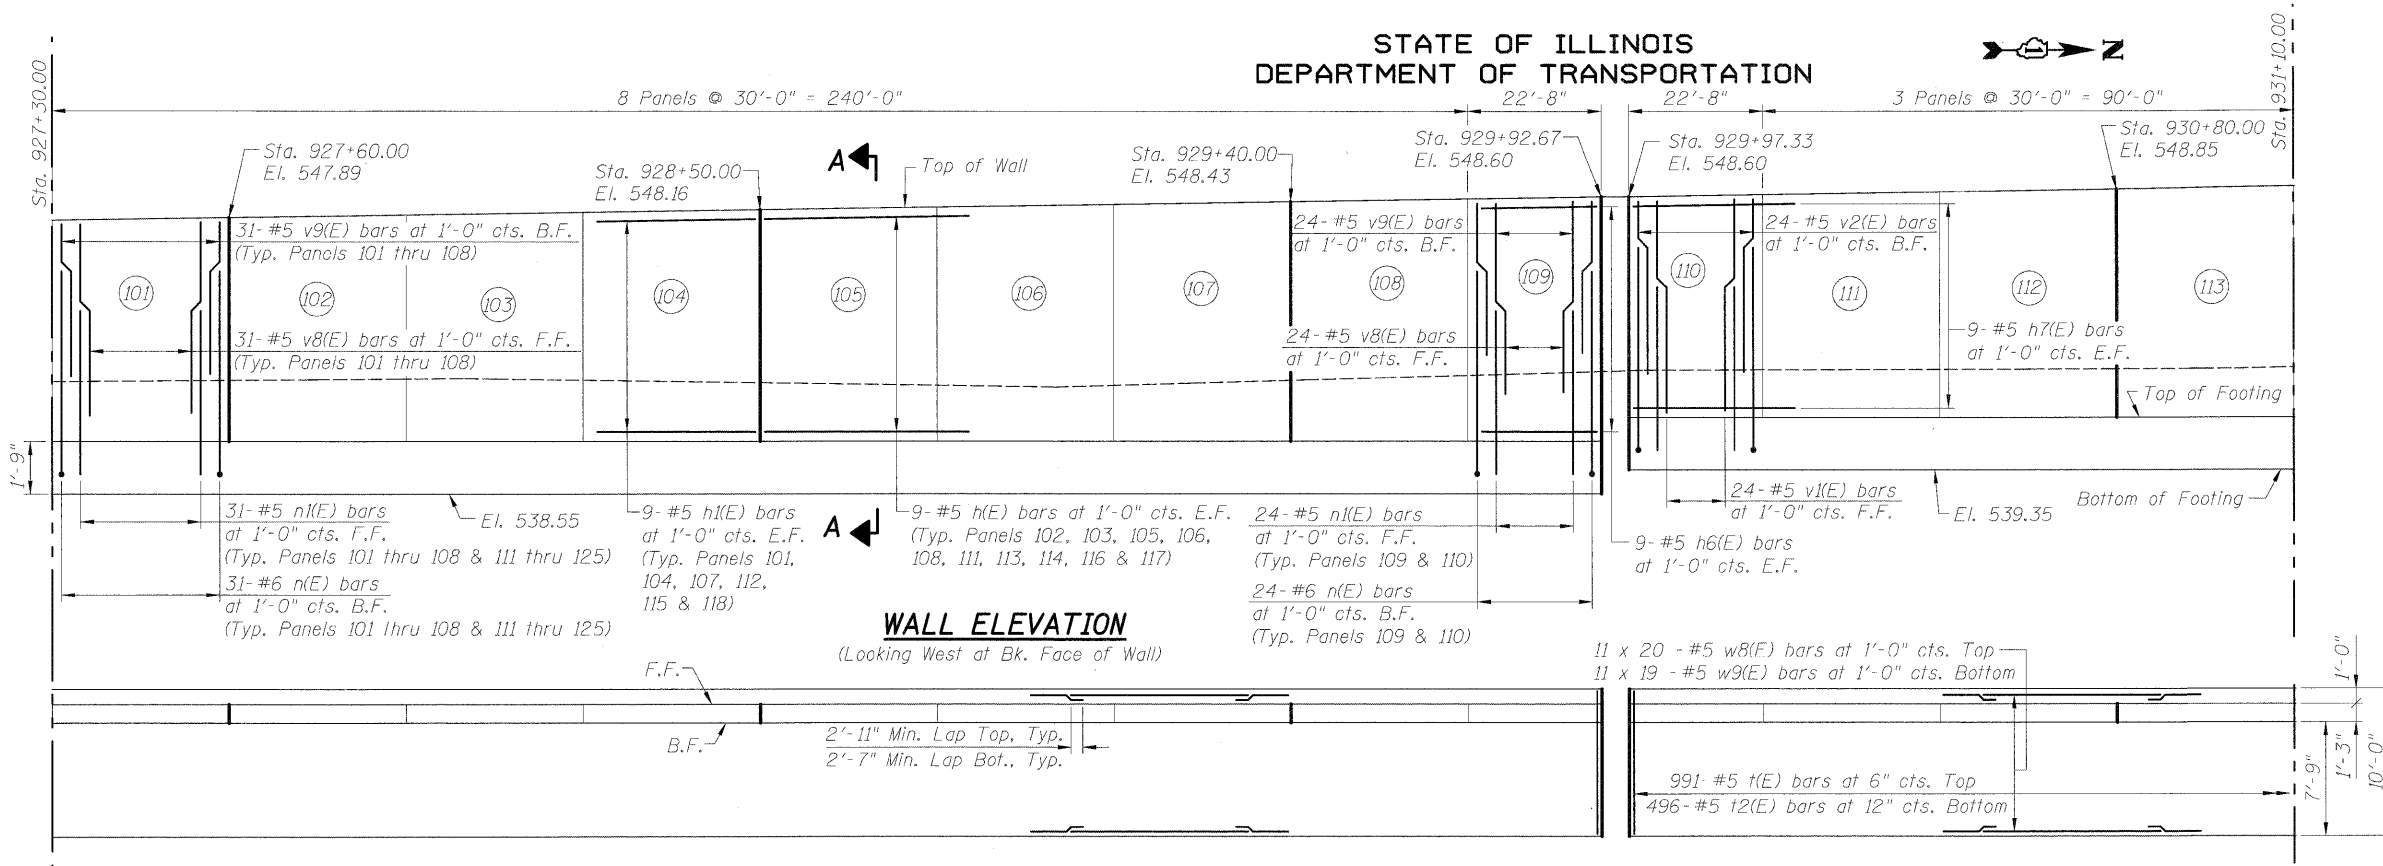 STATE OF ILLINOIS
DEPARTMENT OF TRANSPORTATION
N
Sta. 927+30.00
8 Panels @ 30'-0" = 240'-0"
22'-8"
22'-8"
3 Panels @ 30'-0" = 90'-0"
Sta. 931+10.00
Sta. 927+60.00
El. 547.89
Sta. 928+50.00
El. 548.16
A
Top of Wall
Sta. 929+40.00
El. 548.43
Sta. 929+92.67
El. 548.60
Sta. 929+97.33
El. 548.60
Sta. 930+80.00
El. 548.85
31- #5 v9(E) bars at 1'-0" cts. B.F.
(Typ. Panels 101 thru 108)
24- #5 v9(E) bars
at 1'-0" cts. B.F.
24- #5 v2(E) bars
at 1'-0" cts. B.F.
101
102
103
104
105
106
107
108
109
110
111
112
113
31- #5 v8(E) bars at 1'-0" cts. F.F.
(Typ. Panels 101 thru 108)
24- #5 v8(E) bars
at 1'-0" cts. F.F.
9- #5 h7(E) bars
at 1'-0" cts. E.F.
Top of Footing
1'-9"
31- #5 n1(E) bars
at 1'-0" cts. F.F.
(Typ. Panels 101 thru 108 & 111 thru 125)
31- #6 n(E) bars
at 1'-0" cts. B.F.
(Typ. Panels 101 thru 108 & 111 thru 125)
El. 538.55
9- #5 h1(E) bars
at 1'-0" cts. E.F.
(Typ. Panels 101,
104, 107, 112,
115 & 118)
A
9- #5 h(E) bars at 1'-0" cts. E.F.
(Typ. Panels 102, 103, 105, 106,
108, 111, 113, 114, 116 & 117)
24- #5 n1(E) bars
at 1'-0" cts. F.F.
(Typ. Panels 109 & 110)
24- #6 n(E) bars
at 1'-0" cts. B.F.
(Typ. Panels 109 & 110)
24- #5 v1(E) bars
at 1'-0" cts. F.F.
9- #5 h6(E) bars
at 1'-0" cts. E.F.
El. 539.35
Bottom of Footing
WALL ELEVATION
(Looking West at Bk. Face of Wall)
F.F.
B.F.
2'-11" Min. Lap Top, Typ.
2'-7" Min. Lap Bot., Typ.
11 x 20 - #5 w8(E) bars at 1'-0" cts. Top
11 x 19 - #5 w9(E) bars at 1'-0" cts. Bottom
991- #5 t(E) bars at 6" cts. Top
496- #5 t2(E) bars at 12" cts. Bottom
1'-0"
7'-9"
1'-3"
10'-0"